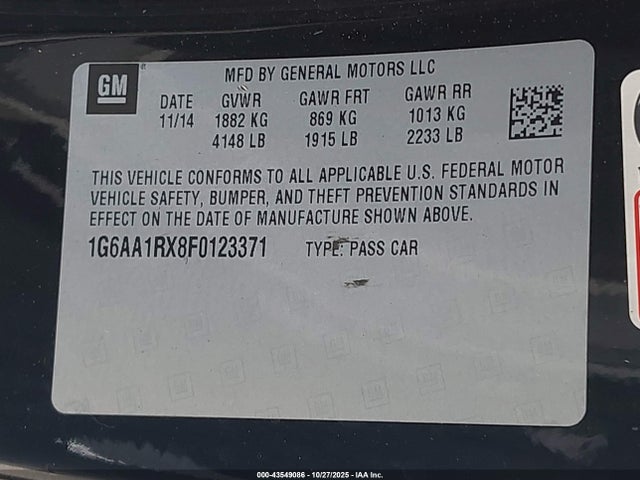 GM
MFD BY GENERAL MOTORS LLC
DATE GVWR GAWR FRT GAWR RR
11/14 1882 KG 869 KG 1013 KG
4148 LB 1915 LB 2233 LB
THIS VEHICLE CONFORMS TO ALL APPLICABLE U.S. FEDERAL MOTOR
VEHICLE SAFETY, BUMPER, AND THEFT PREVENTION STANDARDS IN
EFFECT ON THE DATE OF MANUFACTURE SHOWN ABOVE.
1G6AA1RX8F0123371 TYPE: PASS CAR
000-43549086 - 10/27/2025 - IAA Inc.